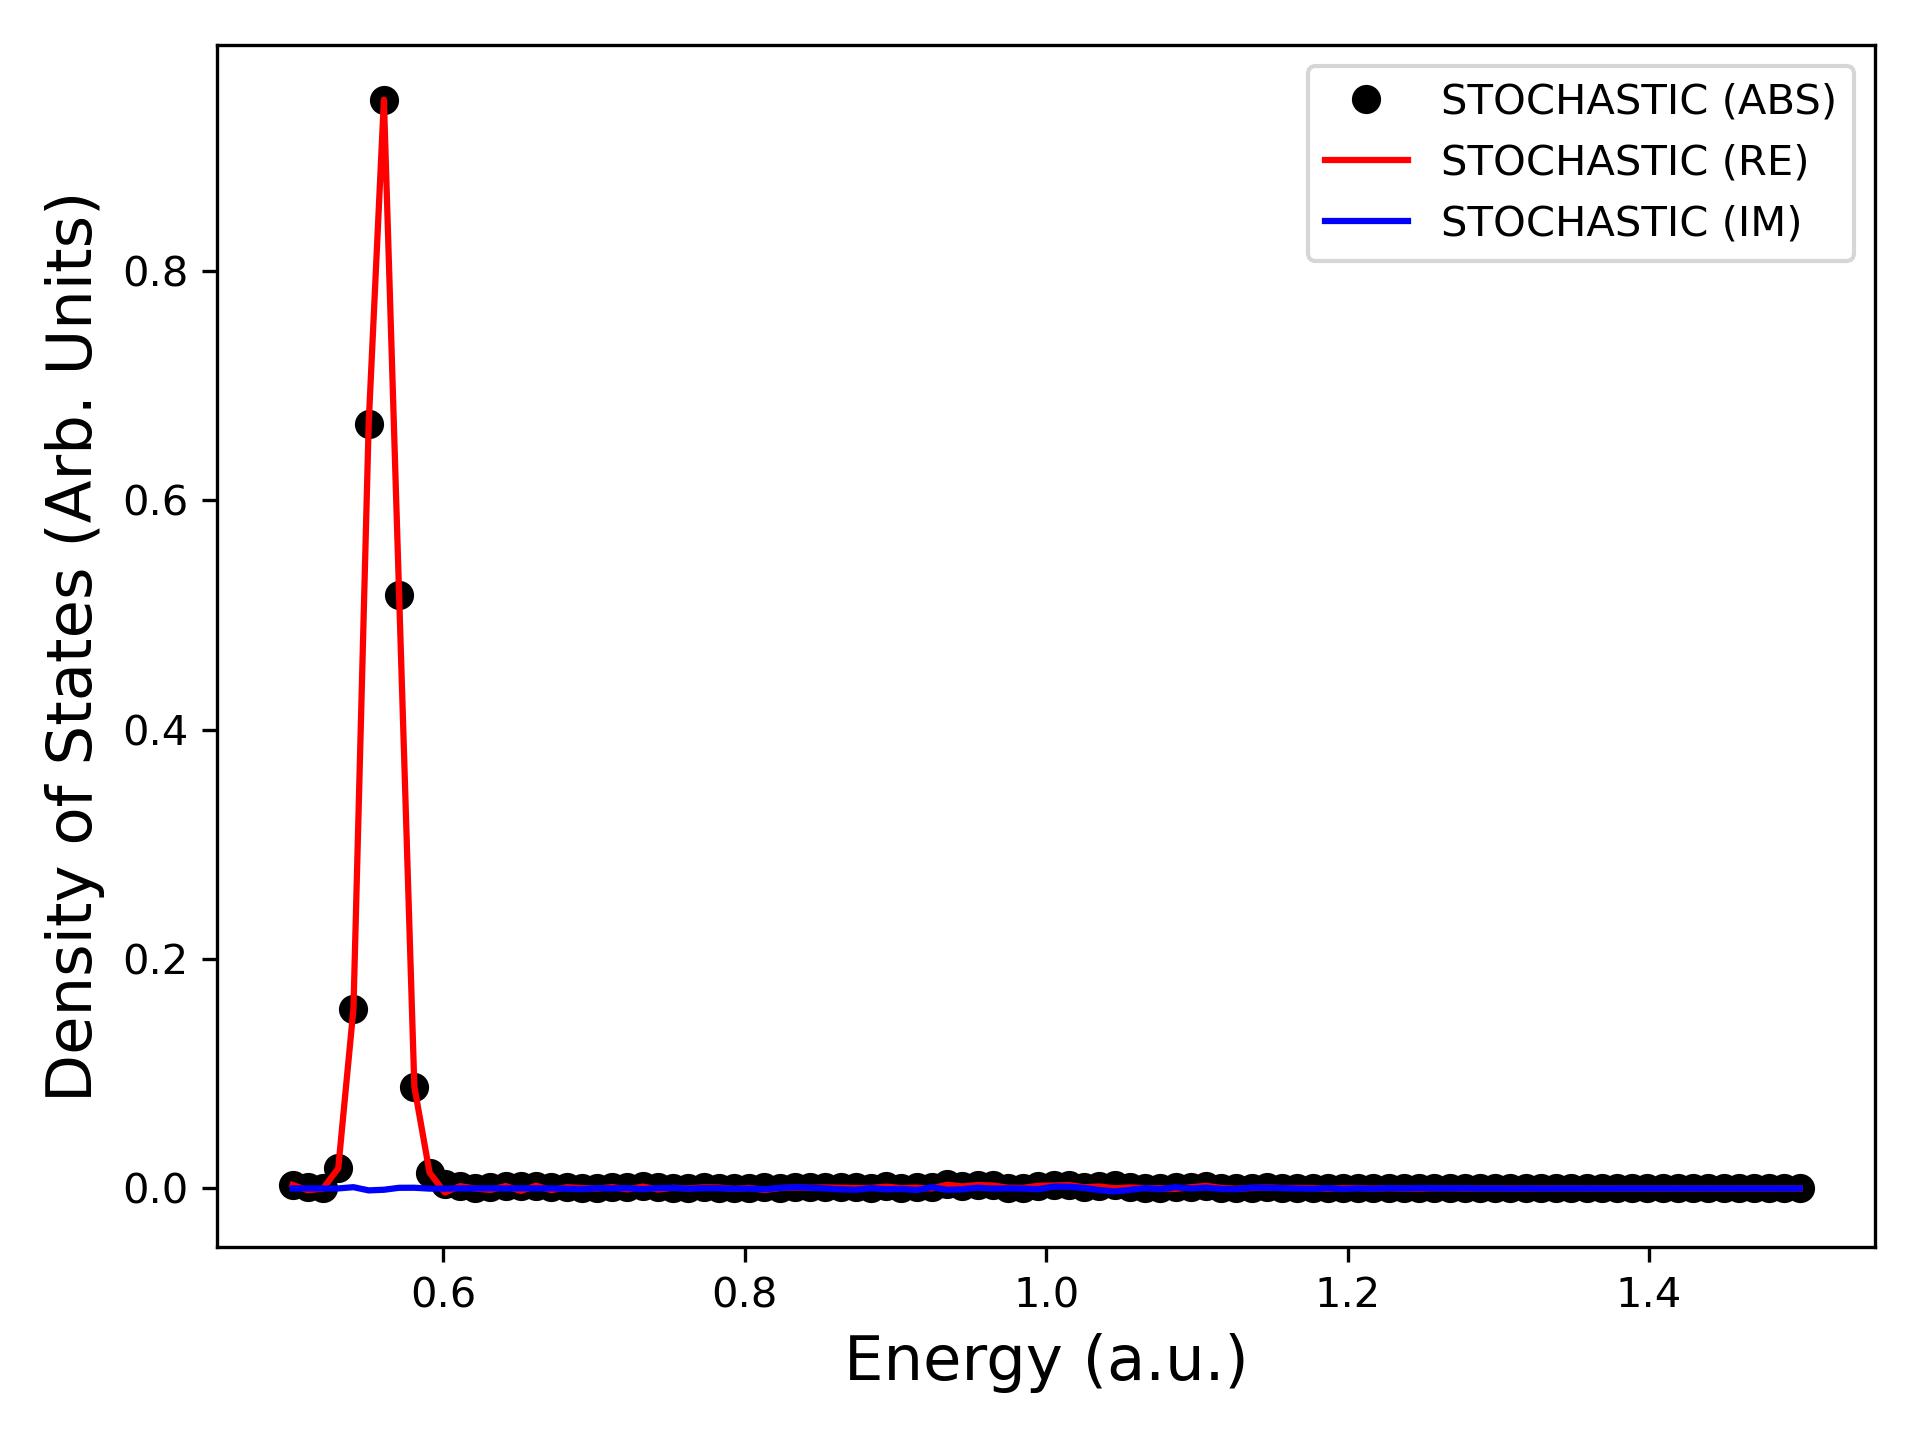 STOCHASTIC (ABS)
STOCHASTIC (RE)
STOCHASTIC (IM)
Density of States (Arb. Units)
0.8
0.6
0.4
0.2
0.0
0.6 0.8 1.0 1.2 1.4
Energy (a.u.)